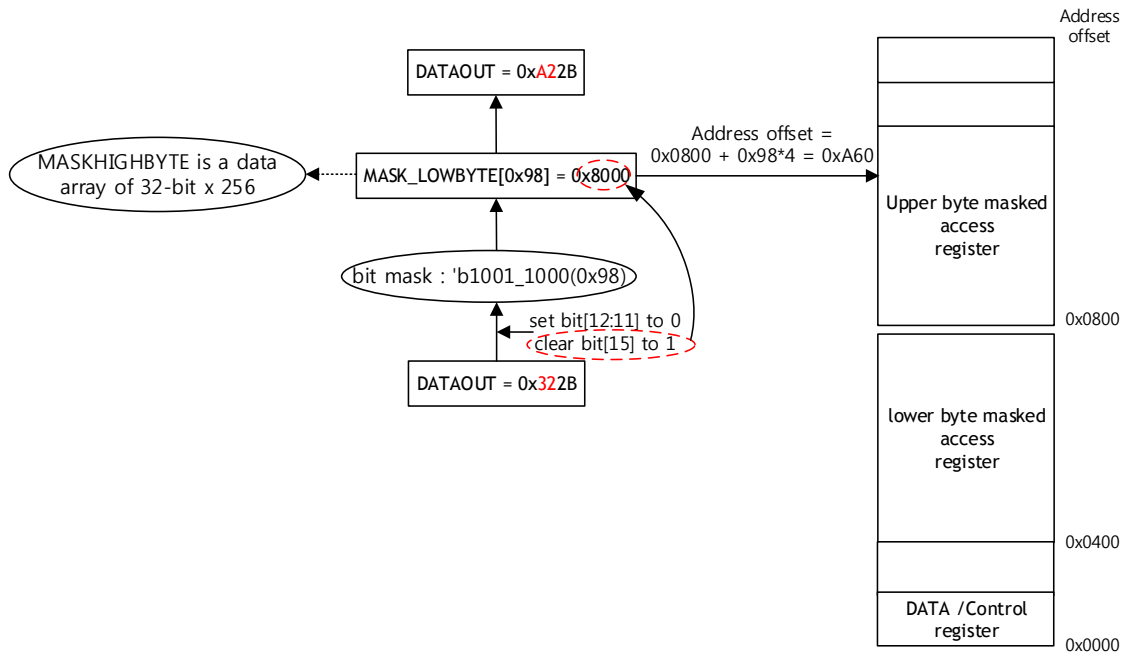 Address
offset
DATAOUT = 0xA22B
Address offset =
0x0800 + 0x98*4 = 0xA60
MASKHIGHBYTE is a data
array of 32-bit x 256
MASK_LOWBYTE[0x98] = 0x8000
Upper byte masked
access
register
bit mask : 'b1001_1000(0x98)
set bit[12:11] to 0
clear bit[15] to 1
0x0800
DATAOUT = 0x322B
lower byte masked
access
register
0x0400
DATA /Control
register
0x0000